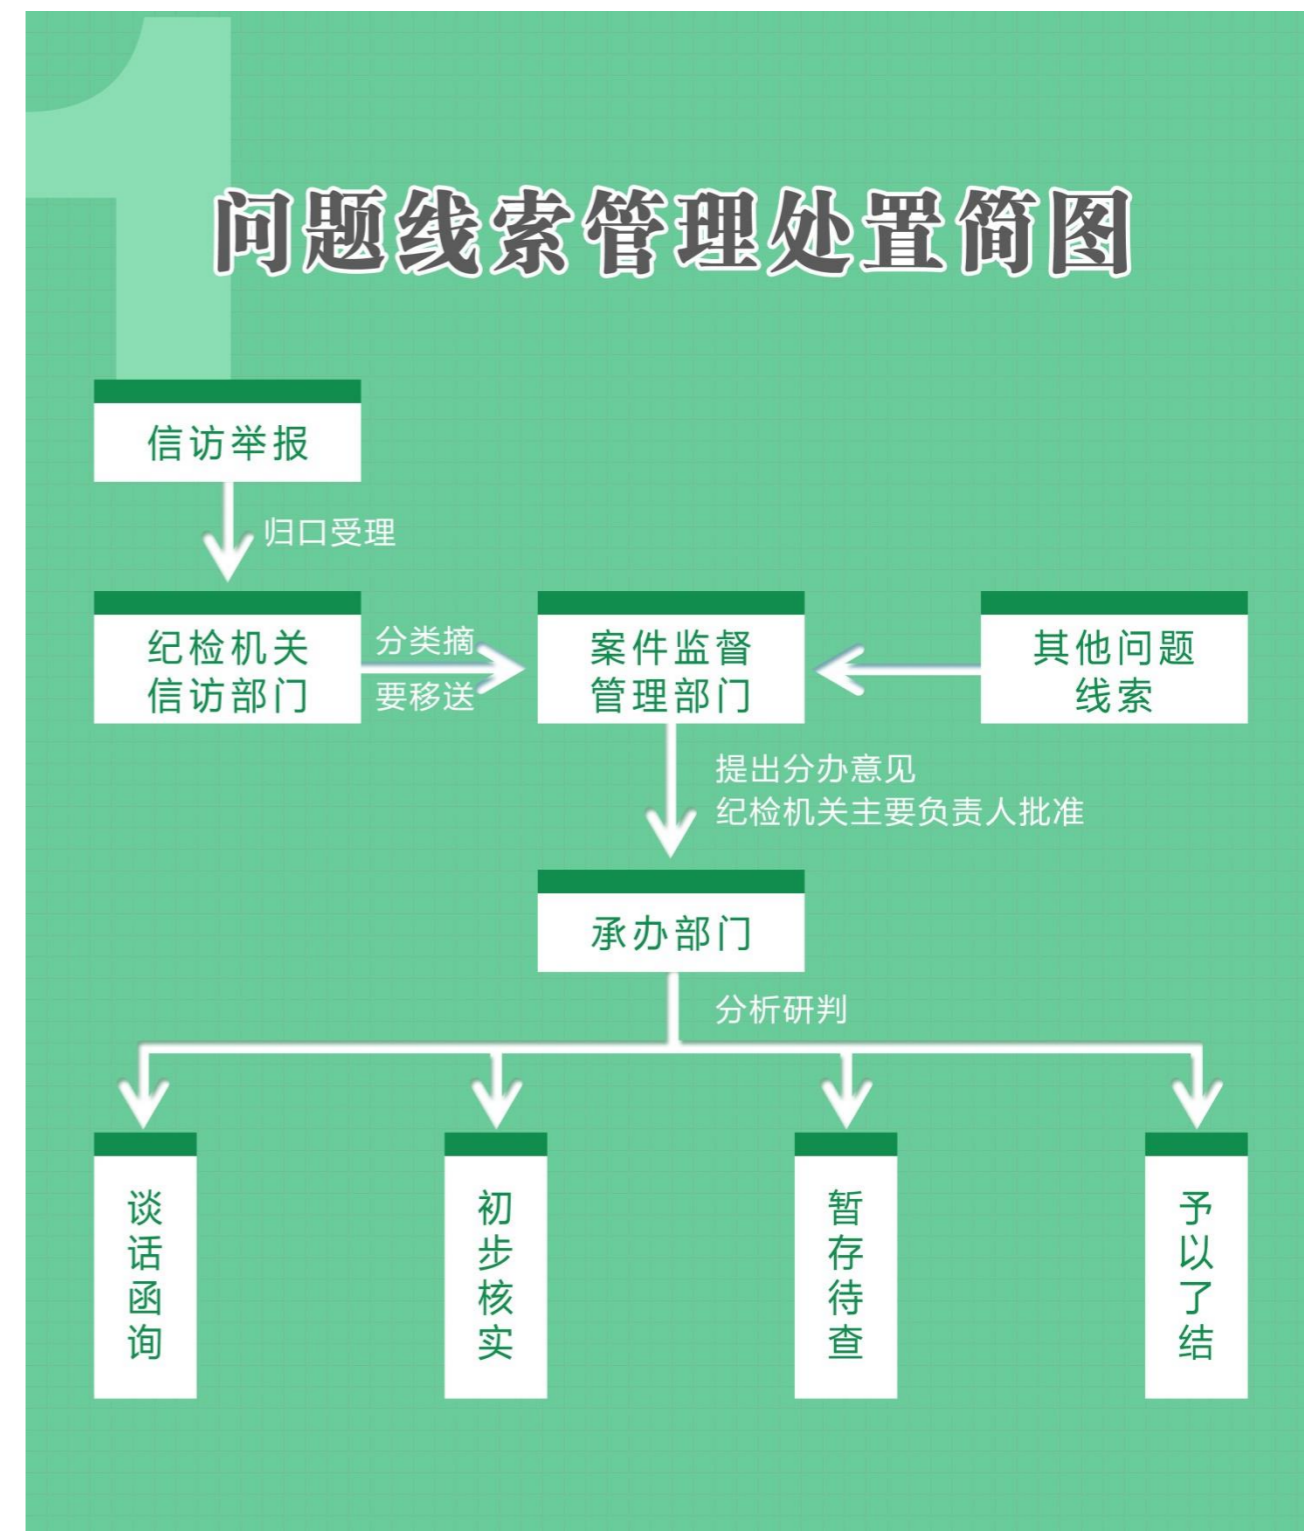 1
问题线索管理处置简图
信访举报
归口受理
纪检机关
信访部门
分类摘
要移送
案件监督
管理部门
其他问题
线索
提出分办意见
纪检机关主要负责人批准
承办部门
分析研判
谈话函询
初步核实
暂存待查
予以了结